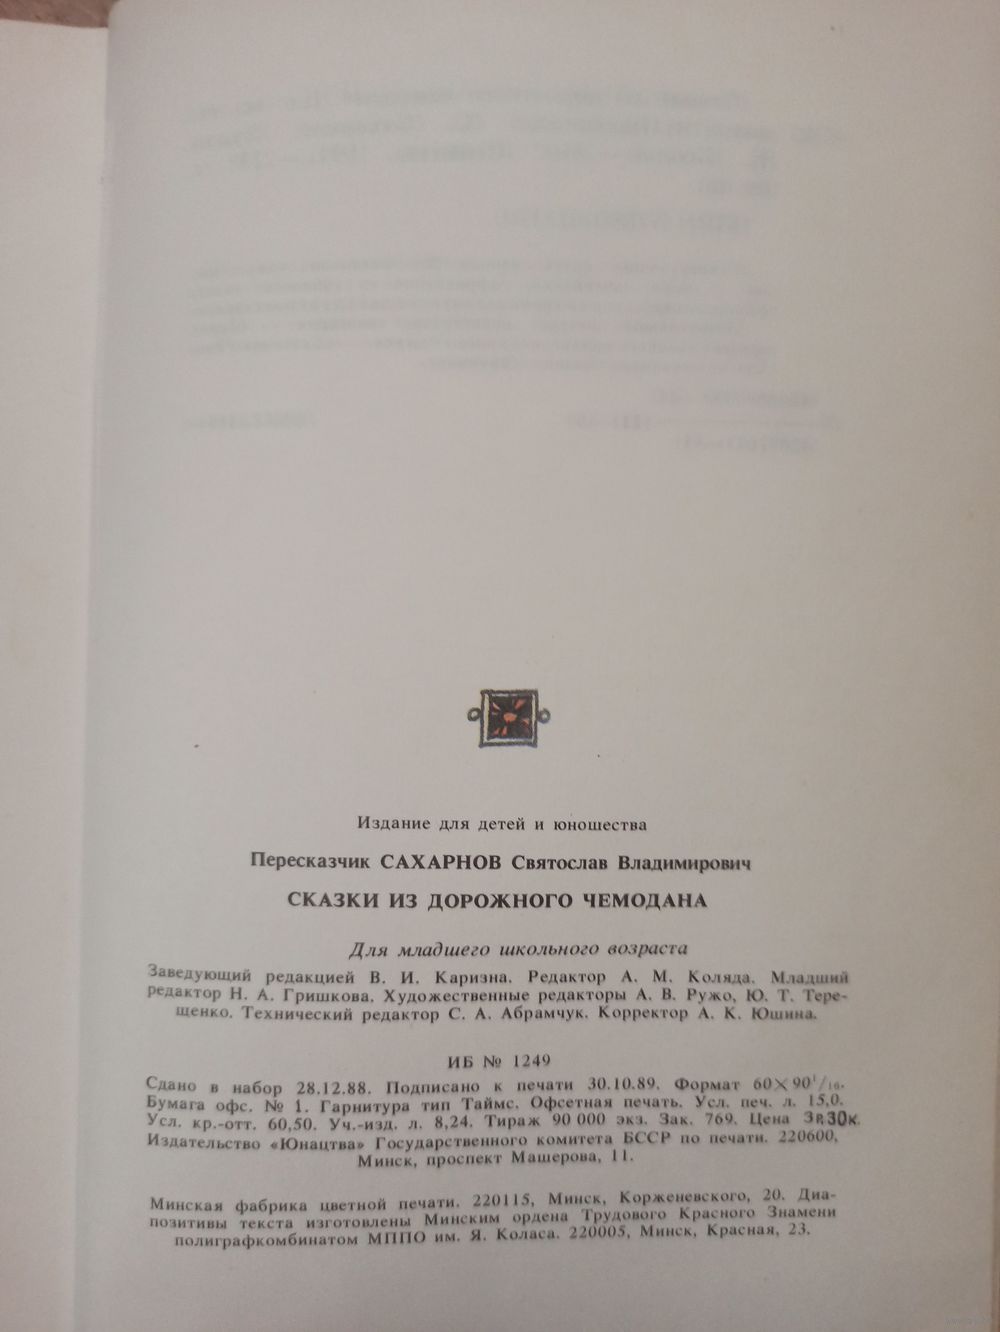 Издание для детей и юношества
Пересказчик САХАРНОВ Святослав Владимирович
СКАЗКИ ИЗ ДОРОЖНОГО ЧЕМОДАНА
Для младшего школьного возраста
Заведующий редакцией В. И. Каризна. Редактор А. М. Коляда. Младший
редактор Н. А. Гришкова. Художественные редакторы А. В. Ружо, Ю. Т. Тере-
щенко. Технический редактор С. А. Абрамчук. Корректор А. К. Юшина.
ИБ № 1249
Сдано в набор 28.12.88. Подписано к печати 30.10.89. Формат 60×90¹/₁₆.
Бумага офс. № 1. Гарнитура тип Таймс. Офсетная печать. Усл. печ. л. 15,0.
Усл. кр.-отт. 60,50. Уч.-изд. л. 8,24. Тираж 90 000 экз. Зак. 769. Цена 3р.30к.
Издательство «Юнацтва» Государственного комитета БССР по печати. 220600,
Минск, проспект Машерова, 11.
Минская фабрика цветной печати. 220115, Минск, Корженевского, 20. Диа-
позитивы текста изготовлены Минским ордена Трудового Красного Знамени
полиграфкомбинатом МППО им. Я. Коласа. 220005, Минск, Красная, 23.